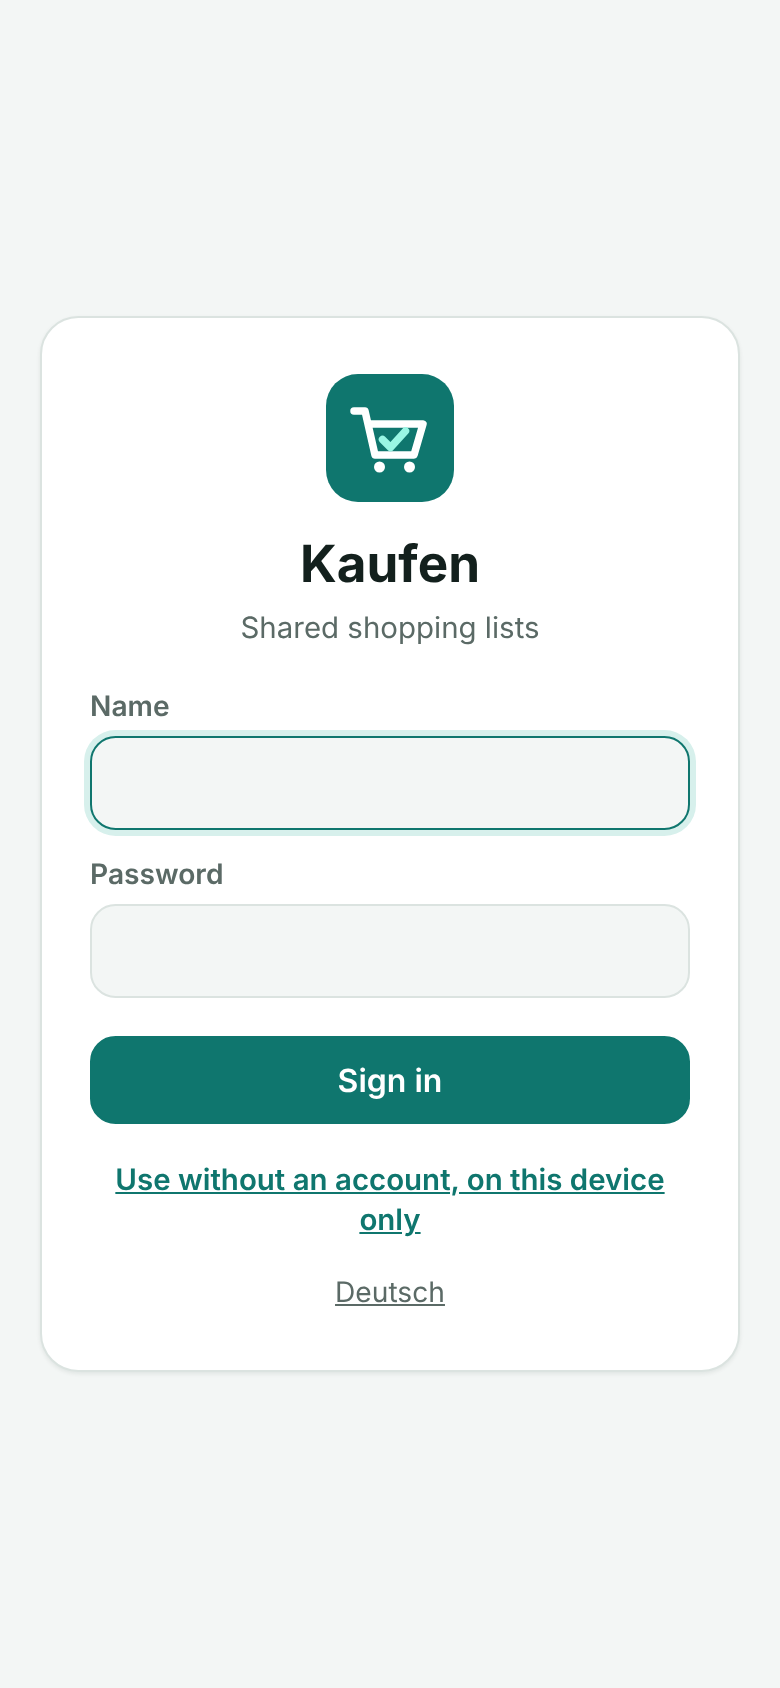 Kaufen
Shared shopping lists
Name
Password
Sign in
Use without an account, on this device
only
Deutsch